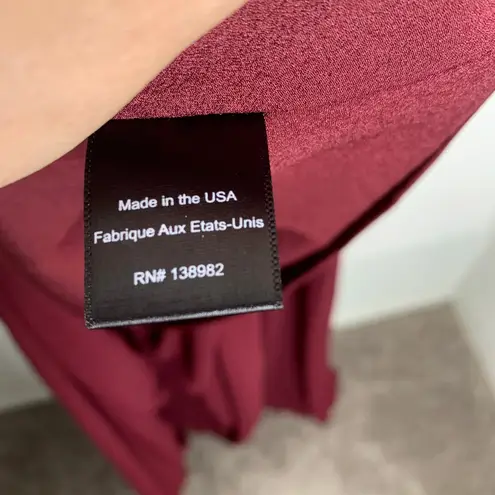 Made in the USA
Fabrique Aux Etats-Unis
RN# 138982